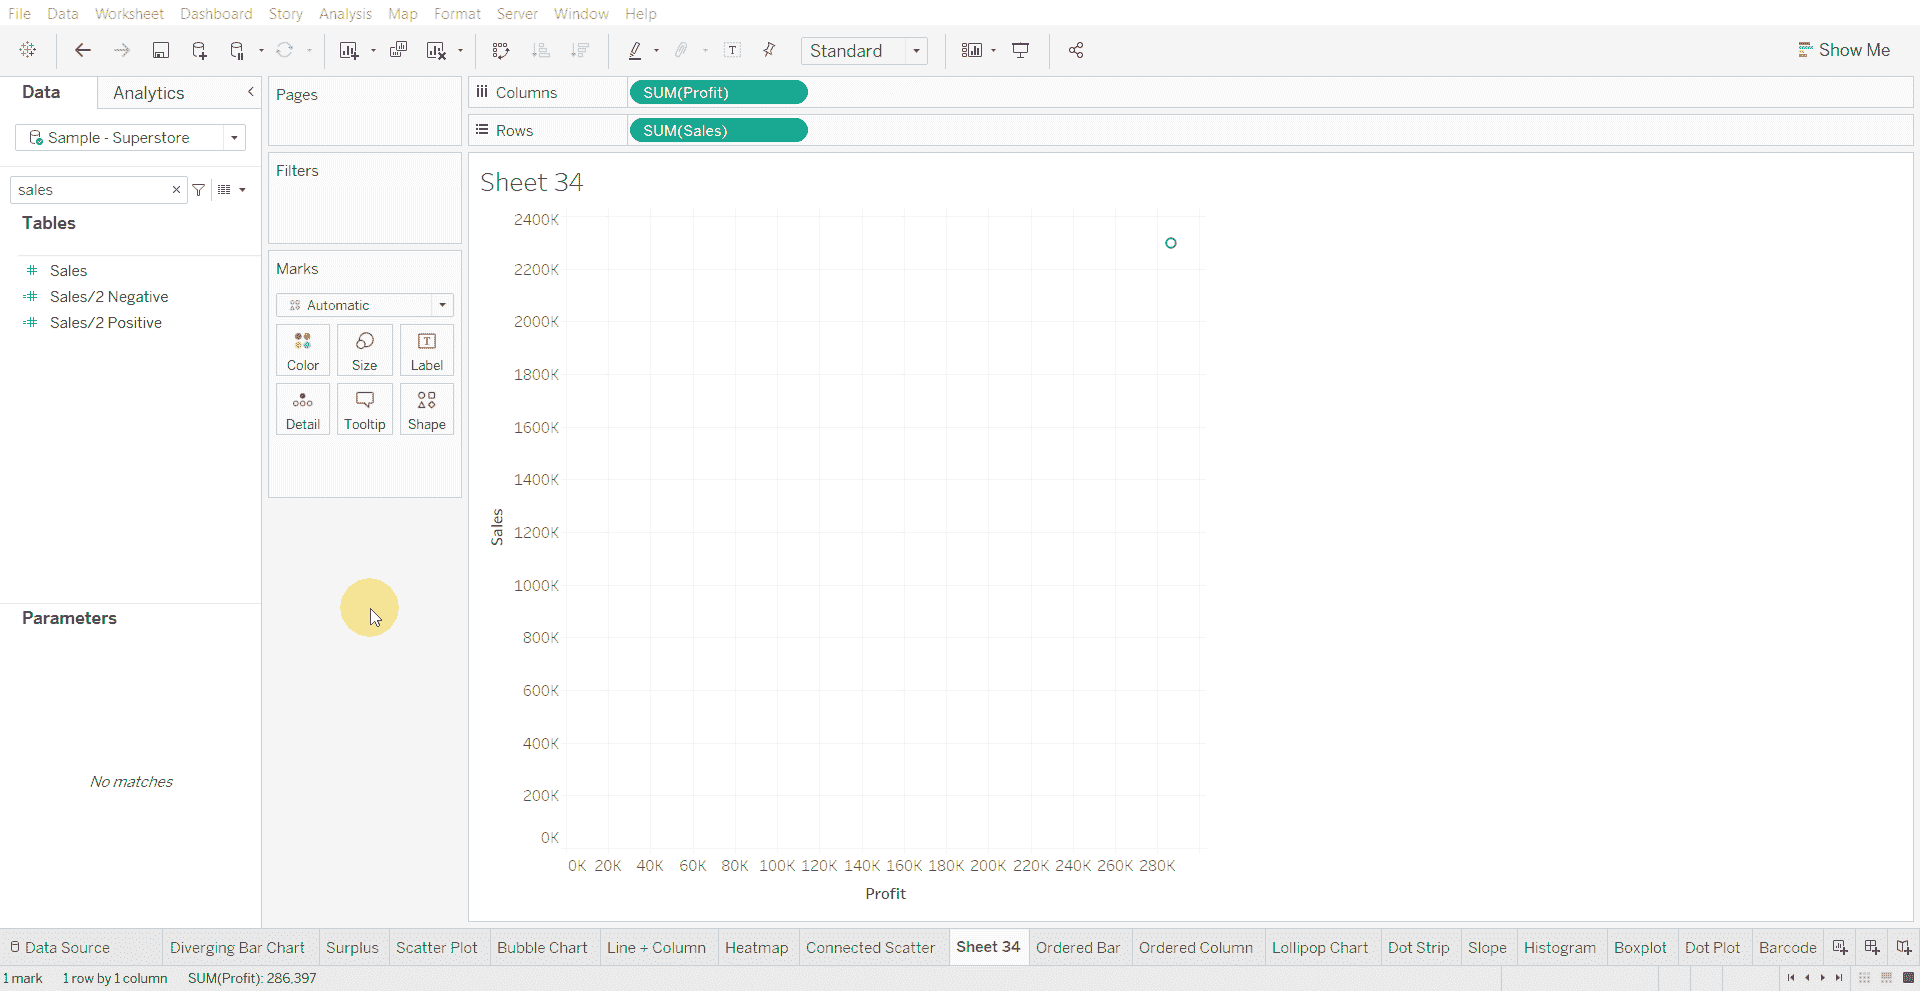 File Data Worksheet Dashboard Story Analysis Map Format Server Window Help
Standard
Show Me
Data Analytics
Sample - Superstore
sales
Tables
Sales
Sales/2 Negative
Sales/2 Positive
Parameters
No matches
Pages
Filters
Marks
Automatic
Color Size Label
Detail Tooltip Shape
Columns SUM(Profit)
Rows SUM(Sales)
Sheet 34
2400K
2200K
2000K
1800K
1600K
1400K
1200K
1000K
800K
600K
400K
200K
0K
Sales
0K 20K 40K 60K 80K 100K 120K 140K 160K 180K 200K 220K 240K 260K 280K
Profit
Data Source Diverging Bar Chart Surplus Scatter Plot Bubble Chart Line + Column Heatmap Connected Scatter Sheet 34 Ordered Bar Ordered Column Lollipop Chart Dot Strip Slope Histogram Boxplot Dot Plot Barcode
1 mark 1 row by 1 column SUM(Profit): 286,397